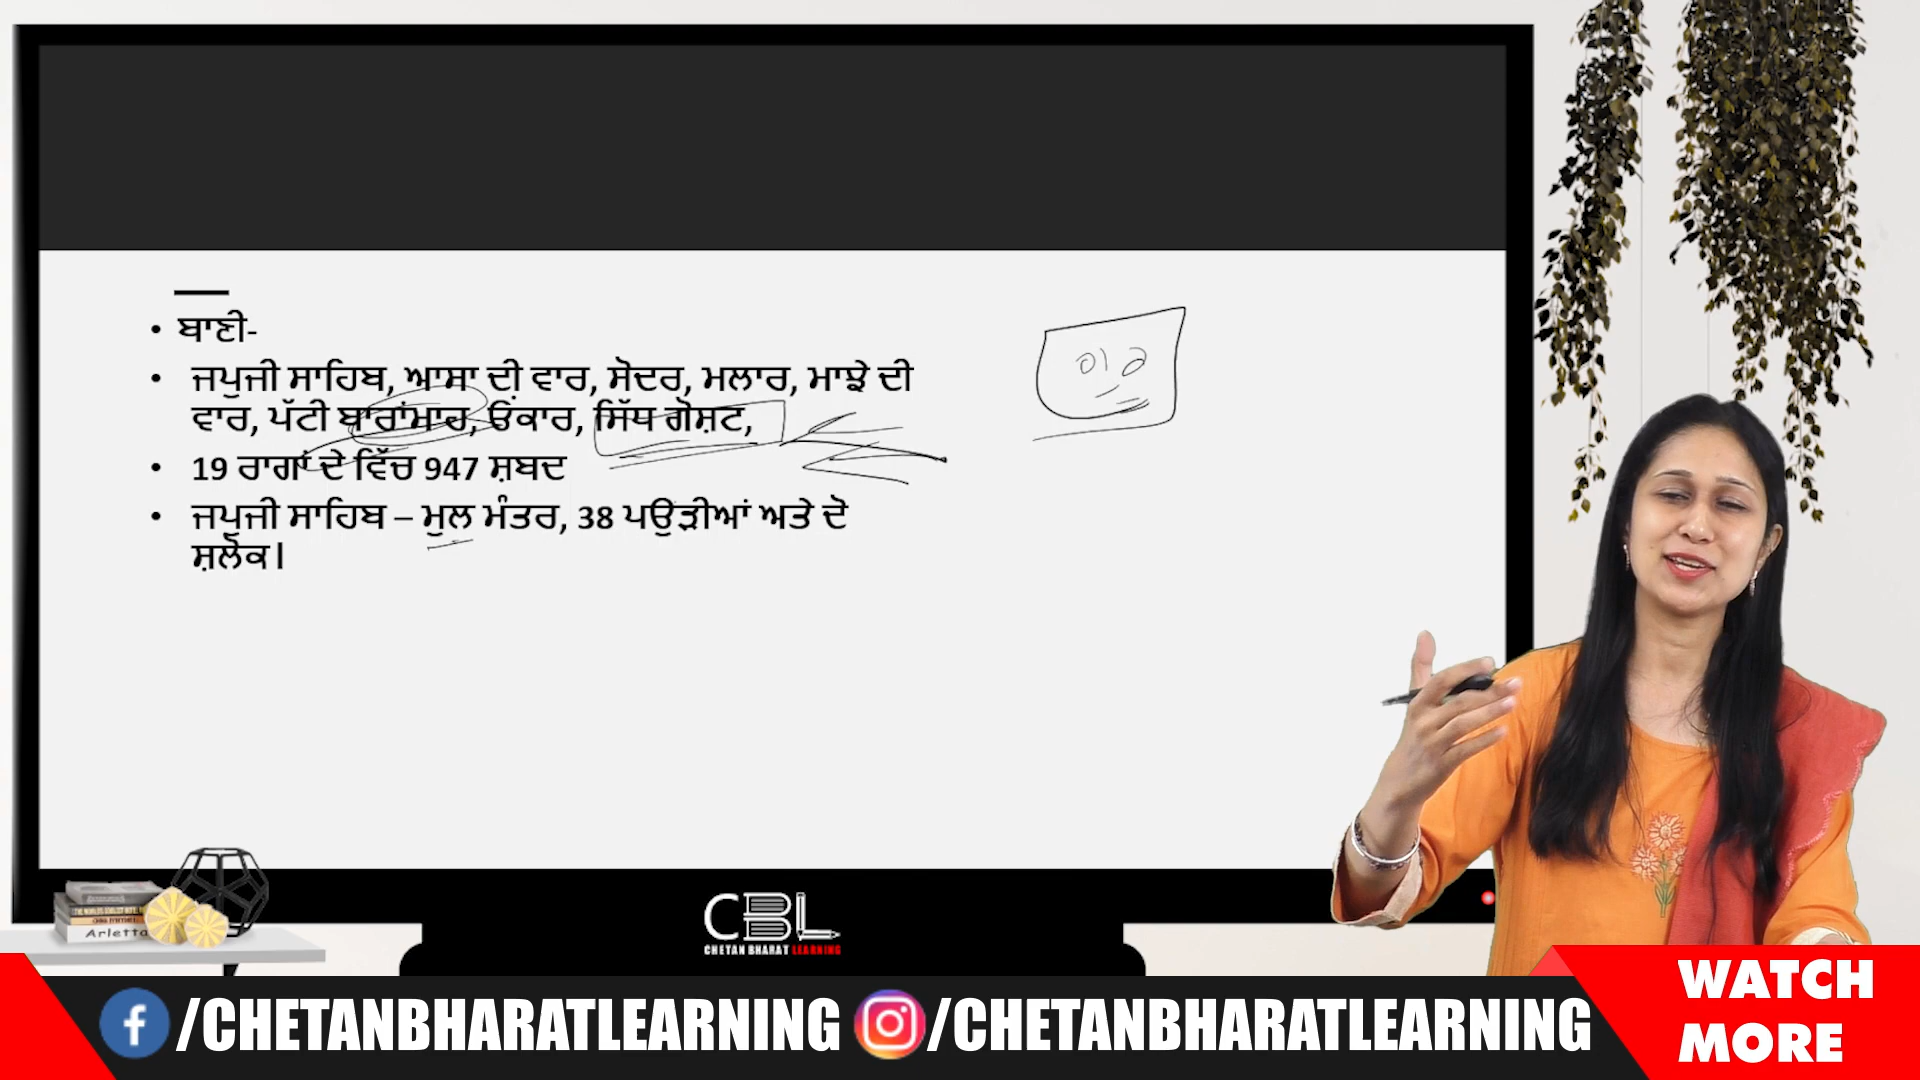 ਬਾਣੀ-
ਜਪੁਜੀ ਸਾਹਿਬ, ਆਸਾ ਦੀ ਵਾਰ, ਸੋਦਰ, ਮਲਾਰ, ਮਾਝੇ ਦੀ
ਵਾਰ, ਪੱਟੀ ਬਾਰਾਂਮਾਹ, ਓਂਕਾਰ, ਸਿੱਧ ਗੋਸ਼ਟ,
19 ਰਾਗਾਂ ਦੇ ਵਿੱਚ 947 ਸ਼ਬਦ
ਜਪੁਜੀ ਸਾਹਿਬ – ਮੁਲ ਮੰਤਰ, 38 ਪਉੜੀਆਂ ਅਤੇ ਦੋ
ਸ਼ਲੋਕ।
Arletta
CBL
CHETAN BHARAT LEARNING
/CHETANBHARATLEARNING /CHETANBHARATLEARNING
WATCH
MORE